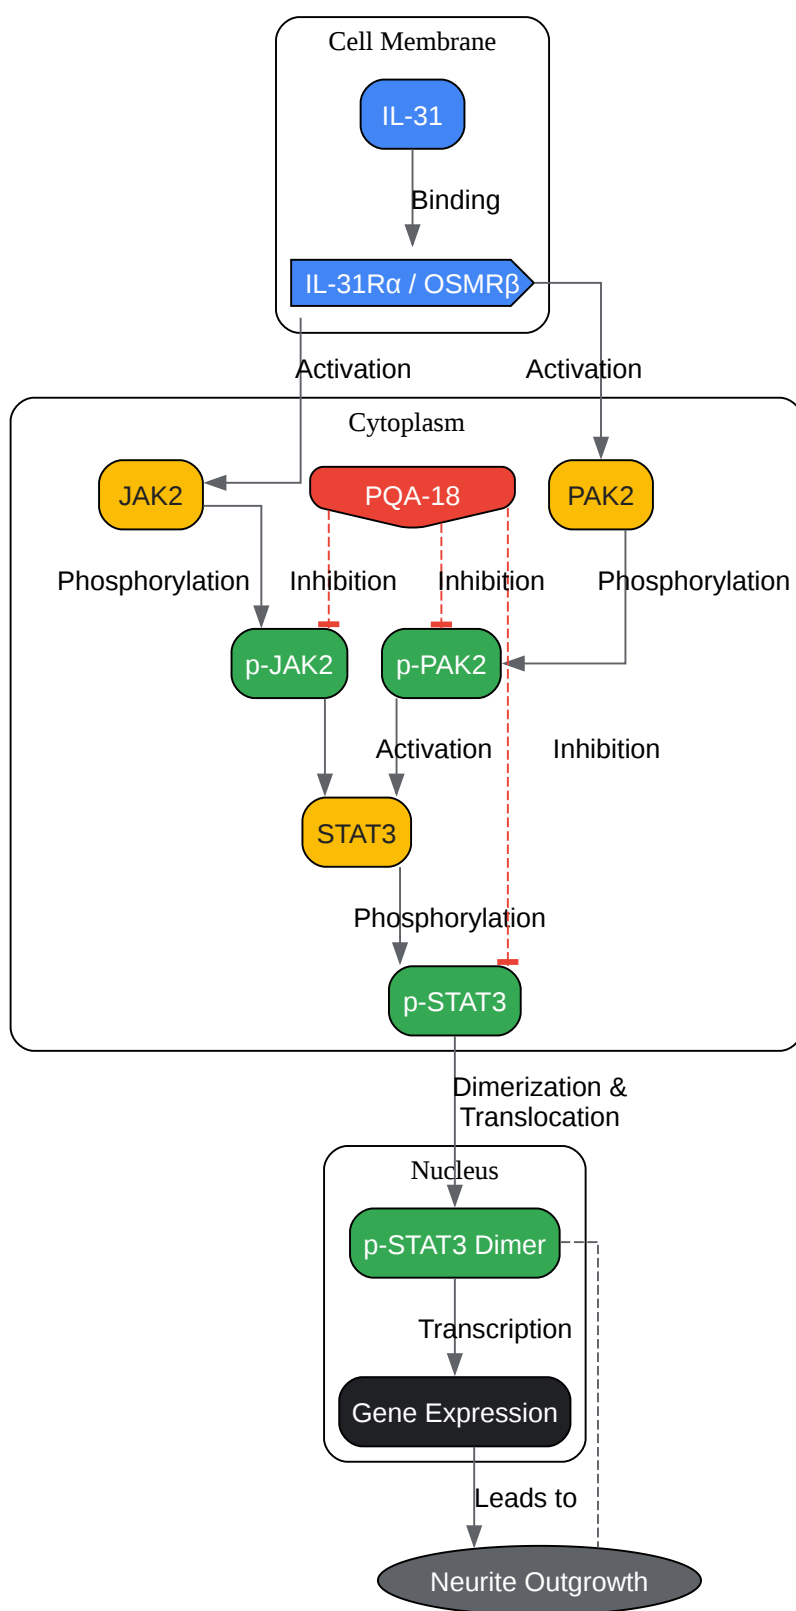 Cell Membrane
IL-31
Binding
IL-31Rα / OSMRβ
Activation
Activation
Cytoplasm
JAK2
PQA-18
PAK2
Phosphorylation
Inhibition
Inhibition
Phosphorylation
p-JAK2
p-PAK2
Activation
Inhibition
STAT3
Phosphorylation
p-STAT3
Dimerization &
Translocation
Nucleus
p-STAT3 Dimer
Transcription
Gene Expression
Leads to
Neurite Outgrowth